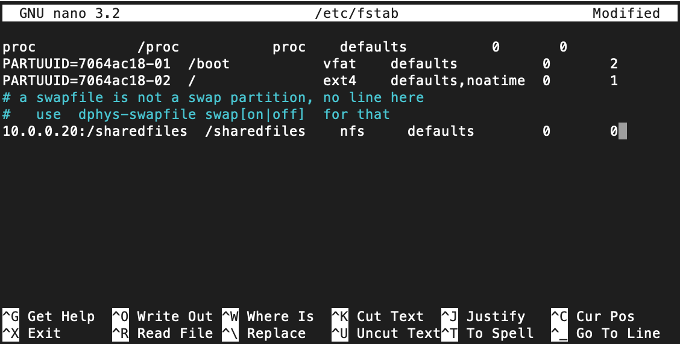 GNU nano 3.2 /etc/fstab Modified
proc /proc proc defaults 0 0
PARTUUID=7064ac18-01 /boot vfat defaults 0 2
PARTUUID=7064ac18-02 / ext4 defaults,noatime 0 1
# a swapfile is not a swap partition, no line here
# use dphys-swapfile swap[on|off] for that
10.0.0.20:/sharedfiles /sharedfiles nfs defaults 0 0
^G Get Help ^O Write Out ^W Where Is ^K Cut Text ^J Justify ^C Cur Pos
^X Exit ^R Read File ^\ Replace ^U Uncut Text ^T To Spell ^_ Go To Line